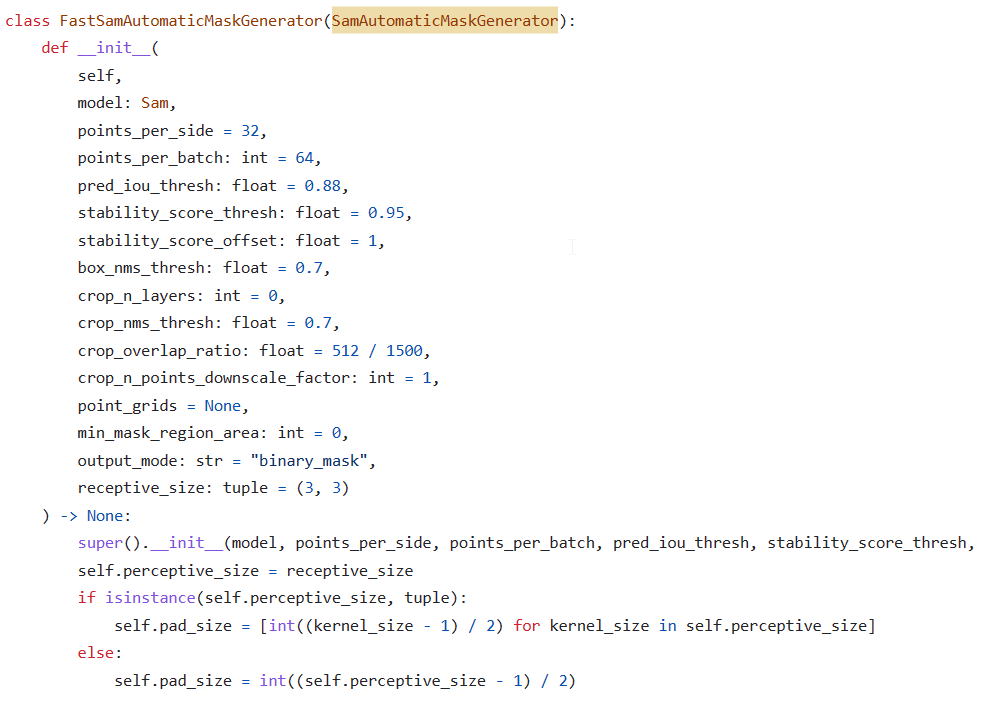 class FastSamAutomaticMaskGenerator(SamAutomaticMaskGenerator):
    def __init__(
        self,
        model: Sam,
        points_per_side = 32,
        points_per_batch: int = 64,
        pred_iou_thresh: float = 0.88,
        stability_score_thresh: float = 0.95,
        stability_score_offset: float = 1,
        box_nms_thresh: float = 0.7,
        crop_n_layers: int = 0,
        crop_nms_thresh: float = 0.7,
        crop_overlap_ratio: float = 512 / 1500,
        crop_n_points_downscale_factor: int = 1,
        point_grids = None,
        min_mask_region_area: int = 0,
        output_mode: str = "binary_mask",
        receptive_size: tuple = (3, 3)
    ) -> None:
        super().__init__(model, points_per_side, points_per_batch, pred_iou_thresh, stability_score_thresh,
        self.perceptive_size = receptive_size
        if isinstance(self.perceptive_size, tuple):
            self.pad_size = [int((kernel_size - 1) / 2) for kernel_size in self.perceptive_size]
        else:
            self.pad_size = int((self.perceptive_size - 1) / 2)